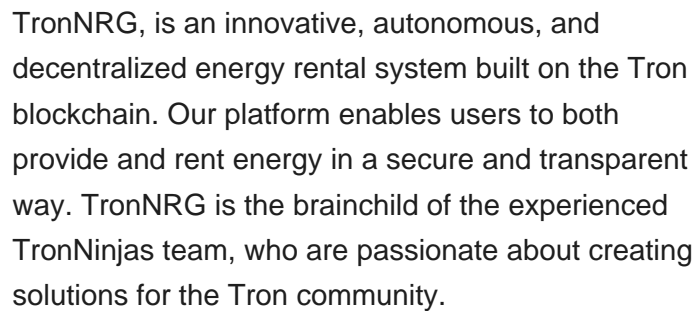 TronNRG, is an innovative, autonomous, and
decentralized energy rental system built on the Tron
blockchain. Our platform enables users to both
provide and rent energy in a secure and transparent
way. TronNRG is the brainchild of the experienced
TronNinjas team, who are passionate about creating
solutions for the Tron community.